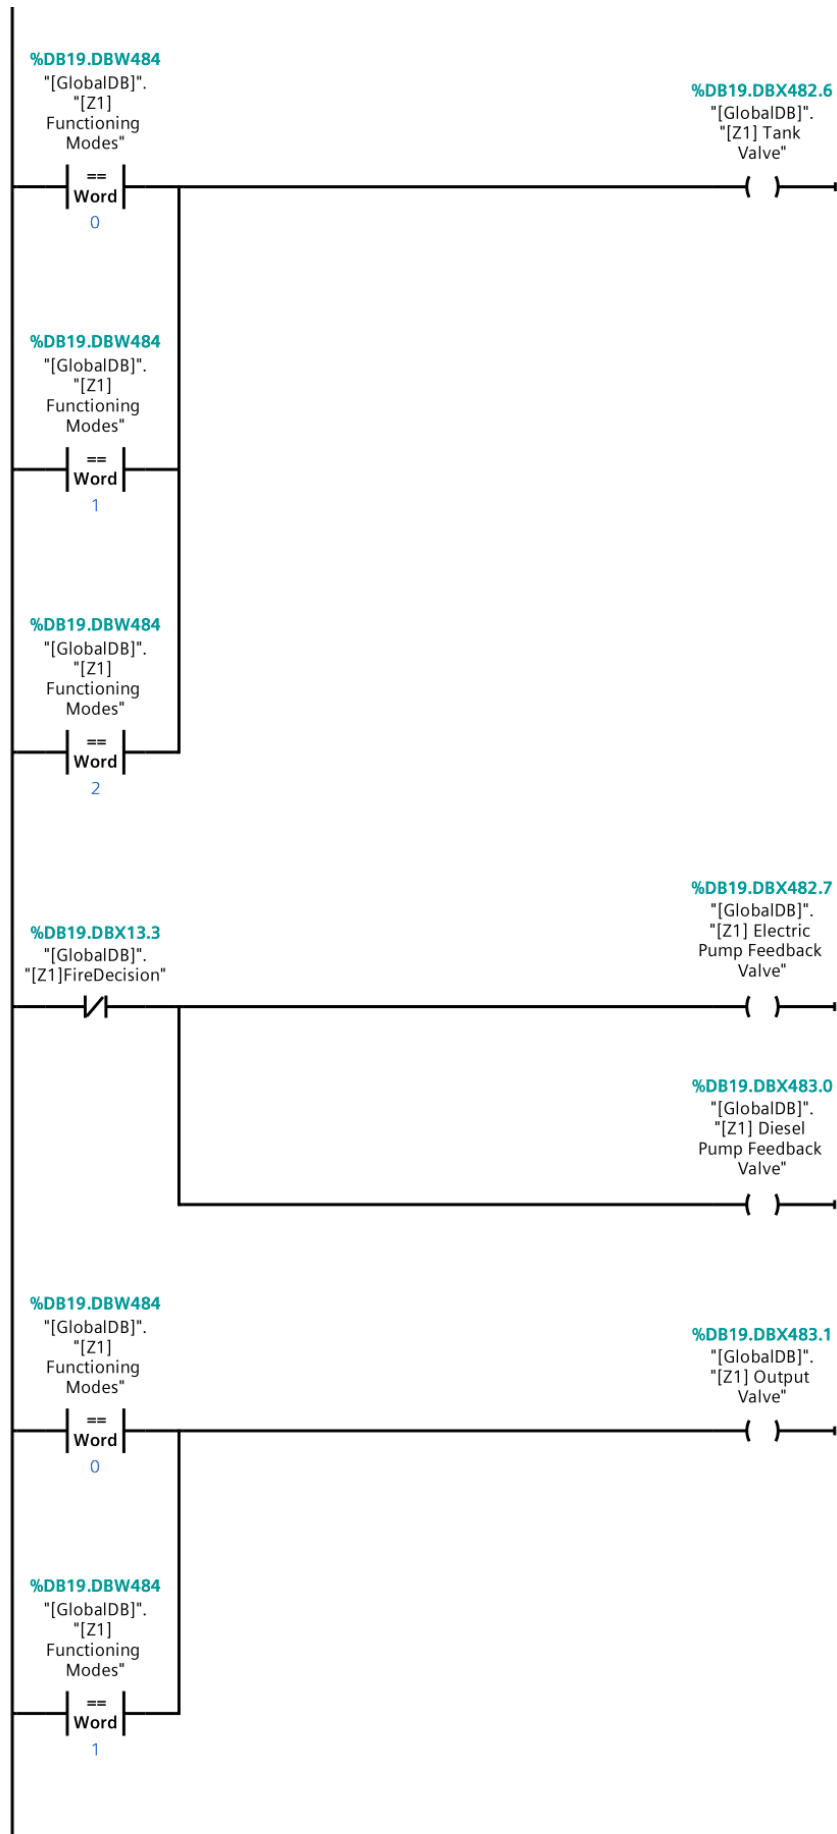 %DB19.DBW484
"[GlobalDB]".
"[Z1]
Functioning
Modes"
==
Word
0
%DB19.DBX482.6
"[GlobalDB]".
"[Z1] Tank
Valve"
%DB19.DBW484
"[GlobalDB]".
"[Z1]
Functioning
Modes"
==
Word
1
%DB19.DBW484
"[GlobalDB]".
"[Z1]
Functioning
Modes"
==
Word
2
%DB19.DBX13.3
"[GlobalDB]".
"[Z1]FireDecision"
%DB19.DBX482.7
"[GlobalDB]".
"[Z1] Electric
Pump Feedback
Valve"
%DB19.DBX483.0
"[GlobalDB]".
"[Z1] Diesel
Pump Feedback
Valve"
%DB19.DBW484
"[GlobalDB]".
"[Z1]
Functioning
Modes"
==
Word
0
%DB19.DBX483.1
"[GlobalDB]".
"[Z1] Output
Valve"
%DB19.DBW484
"[GlobalDB]".
"[Z1]
Functioning
Modes"
==
Word
1